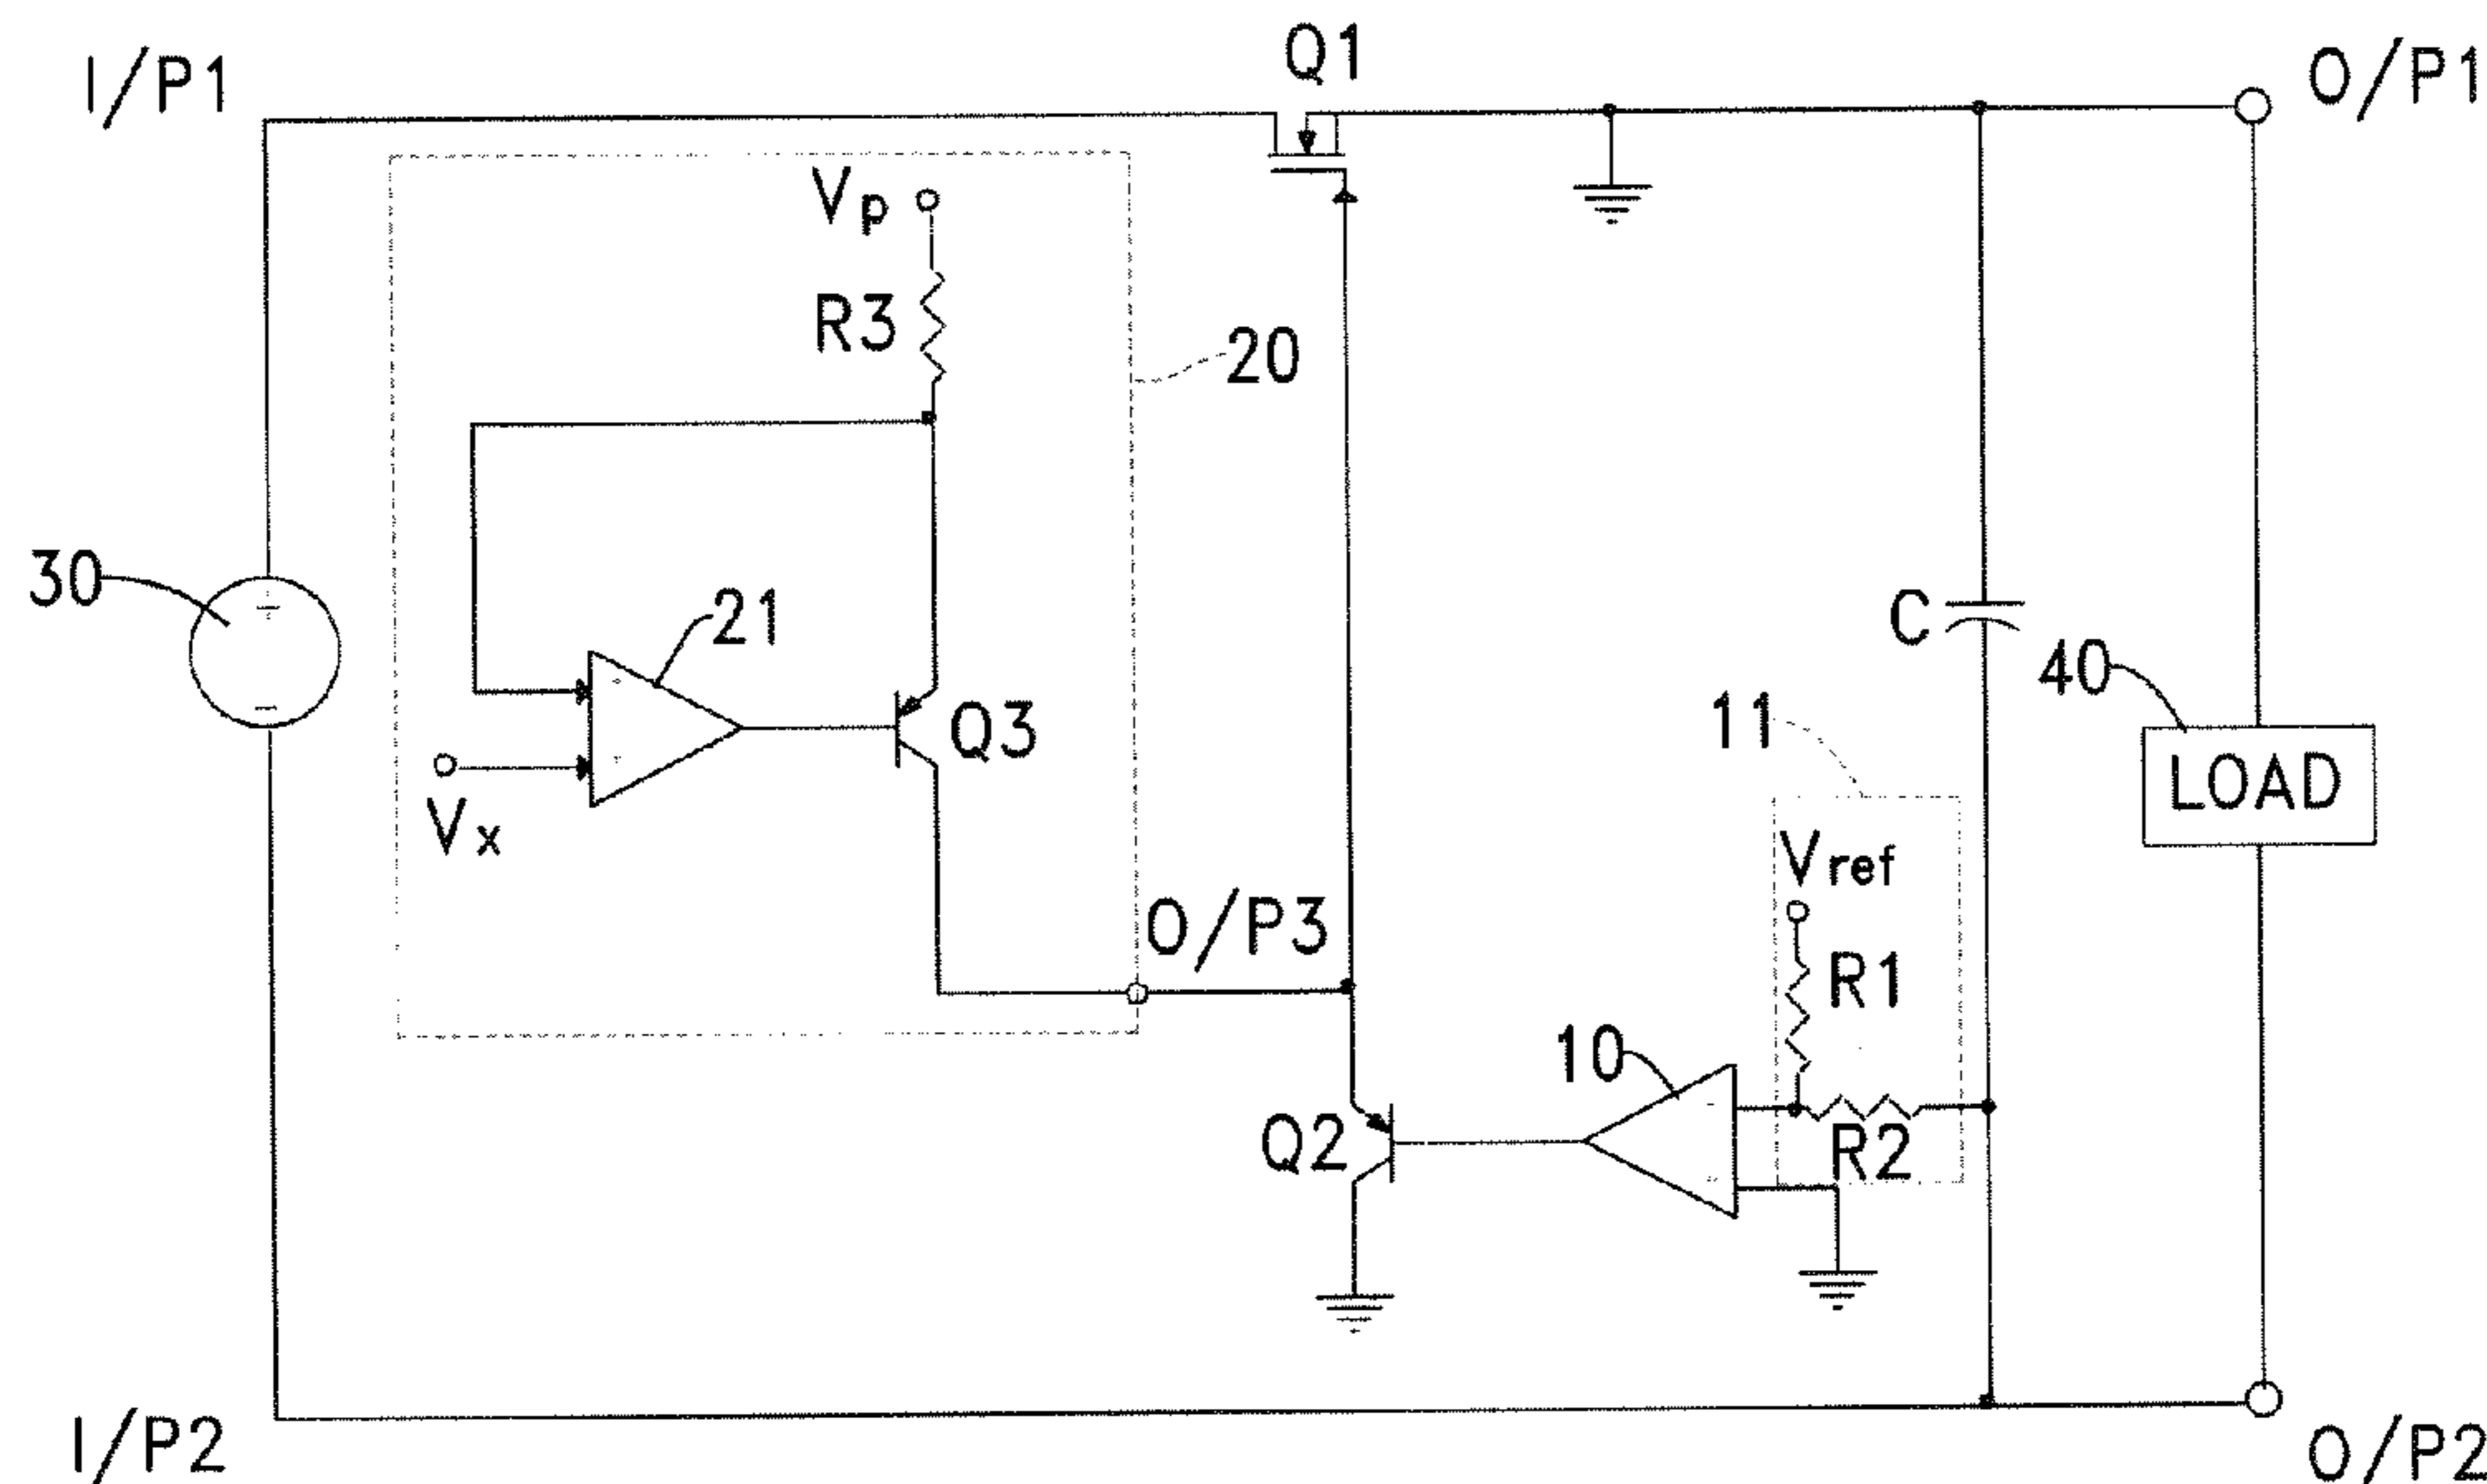 I/P1
Q1
O/P1
Vp
R3
20
30
21
C
40
Q3
11
LOAD
Vx
Vref
O/P3
R1
10
Q2
R2
I/P2
O/P2